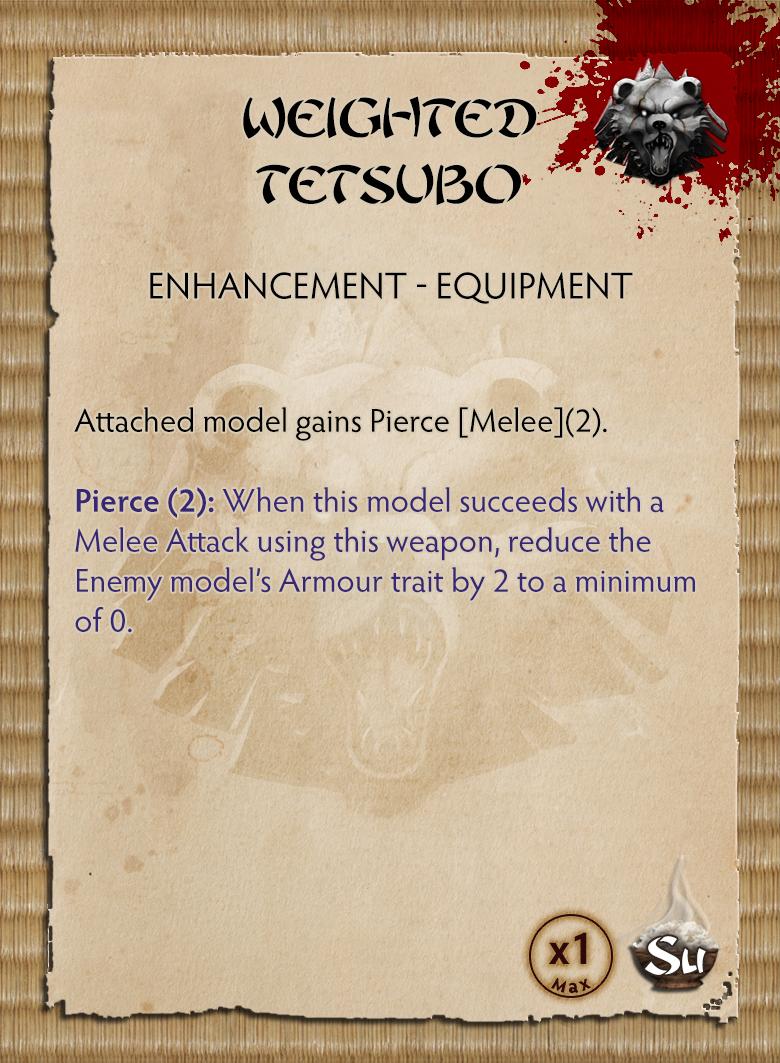 WEIGHTED
TETSUBO
ENHANCEMENT - EQUIPMENT
Attached model gains Pierce [Melee](2).
Pierce (2): When this model succeeds with a
Melee Attack using this weapon, reduce the
Enemy model's Armour trait by 2 to a minimum
of 0.
x1
Max
Su